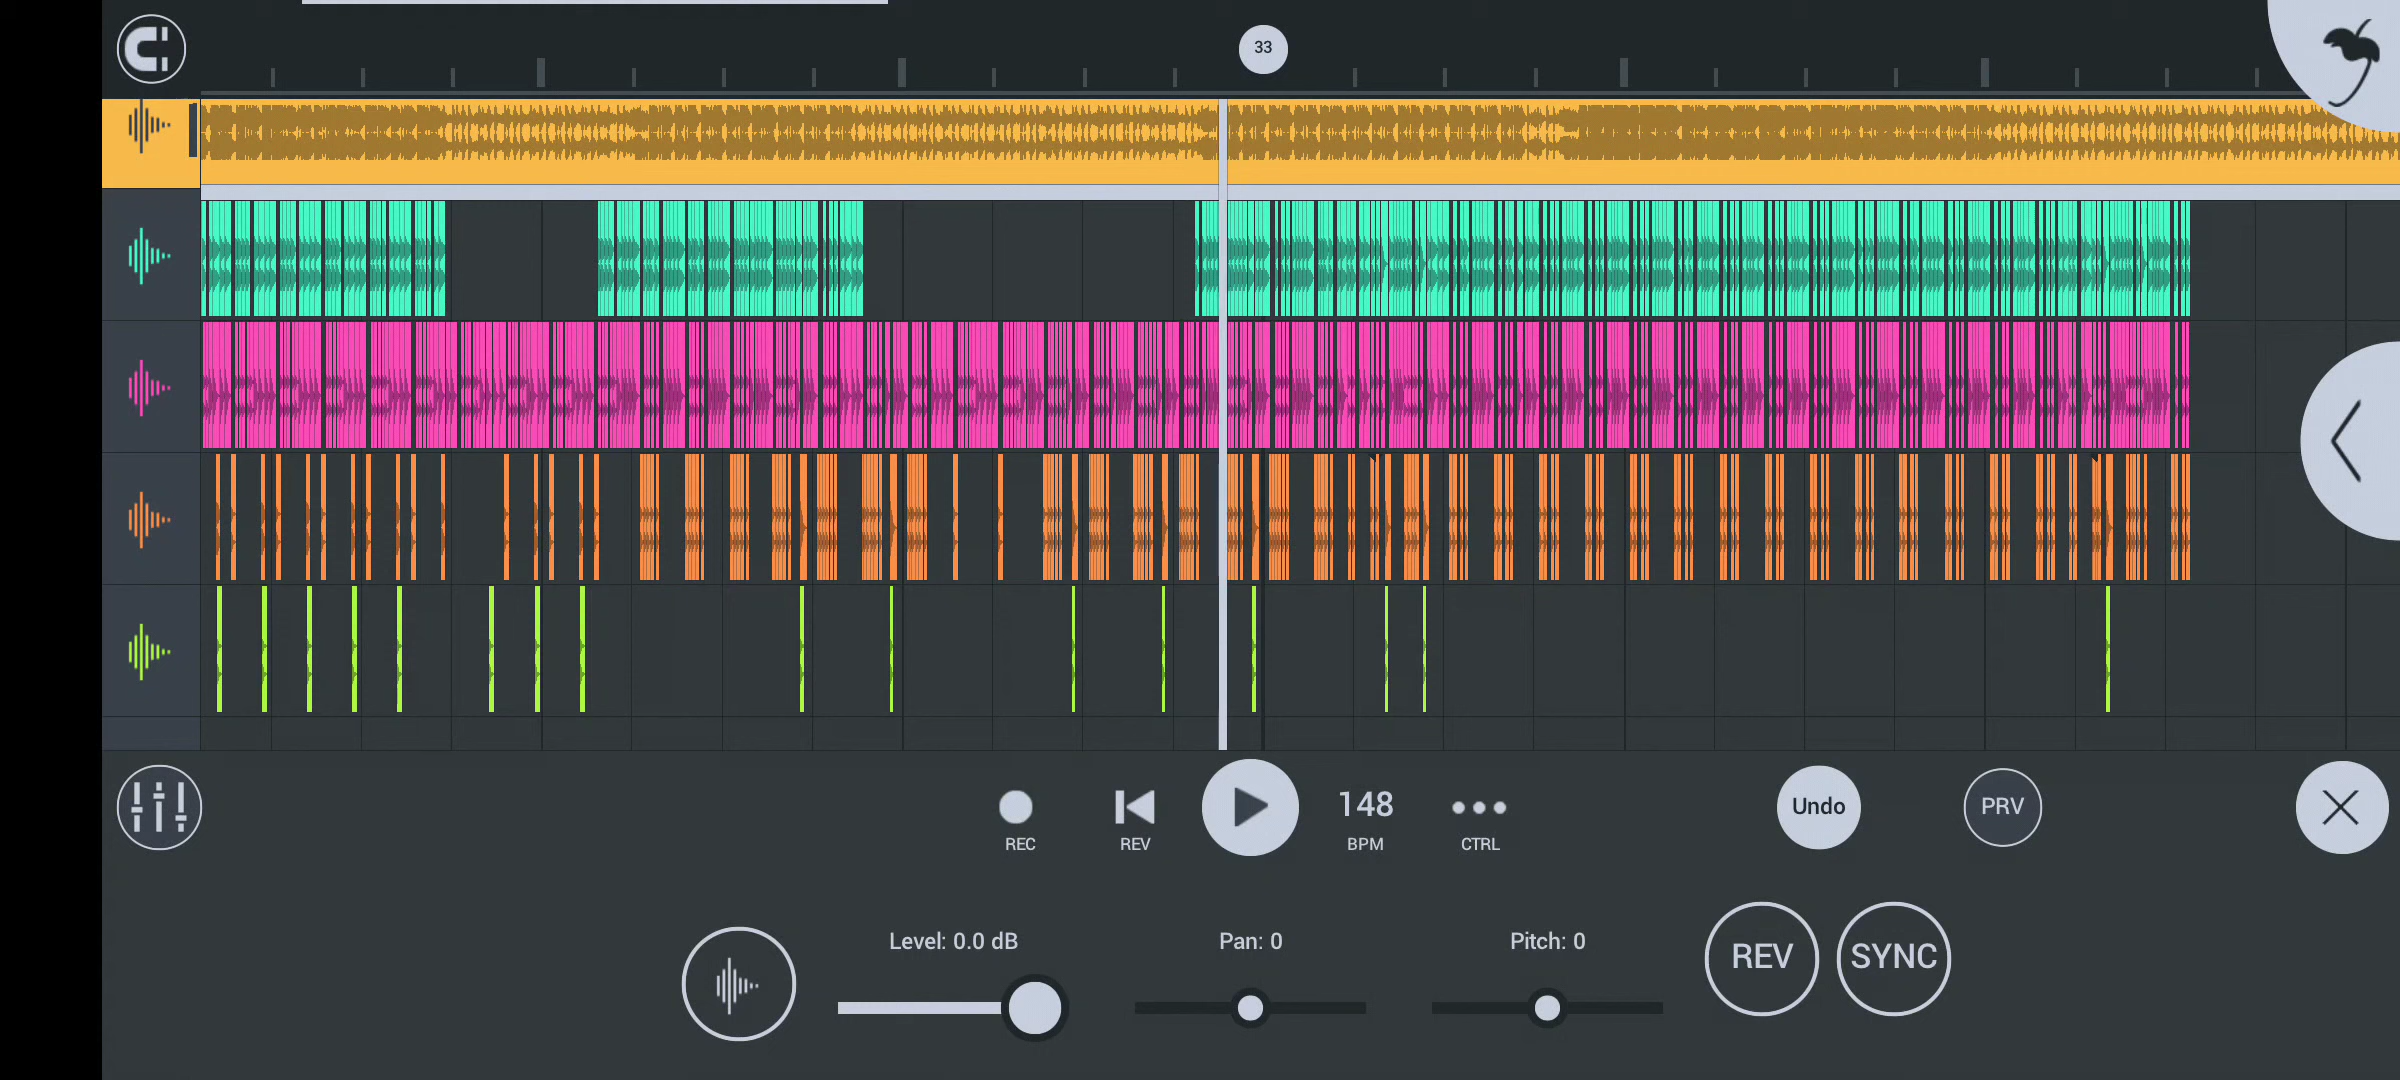 33
148
REC
REV
BPM
CTRL
Undo
PRV
Level: 0.0 dB
Pan: 0
Pitch: 0
REV
SYNC